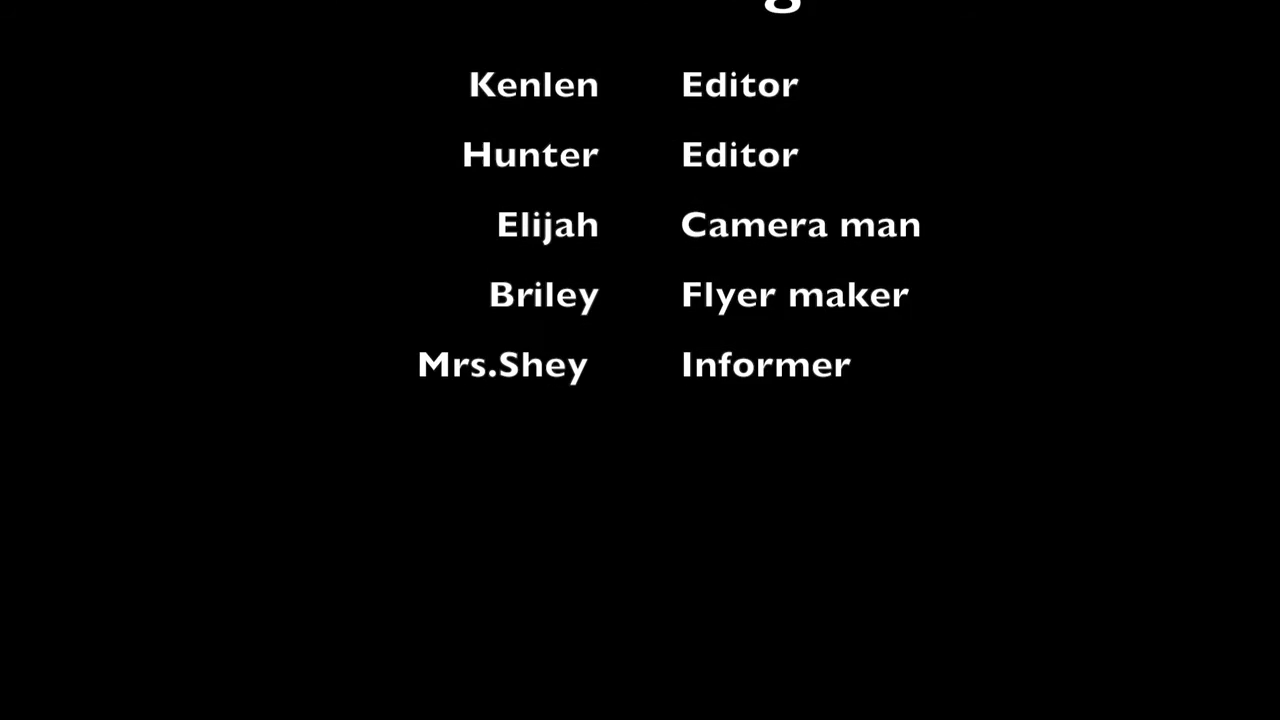 Kenlen Editor
Hunter Editor
Elijah Camera man
Briley Flyer maker
Mrs.Shey Informer